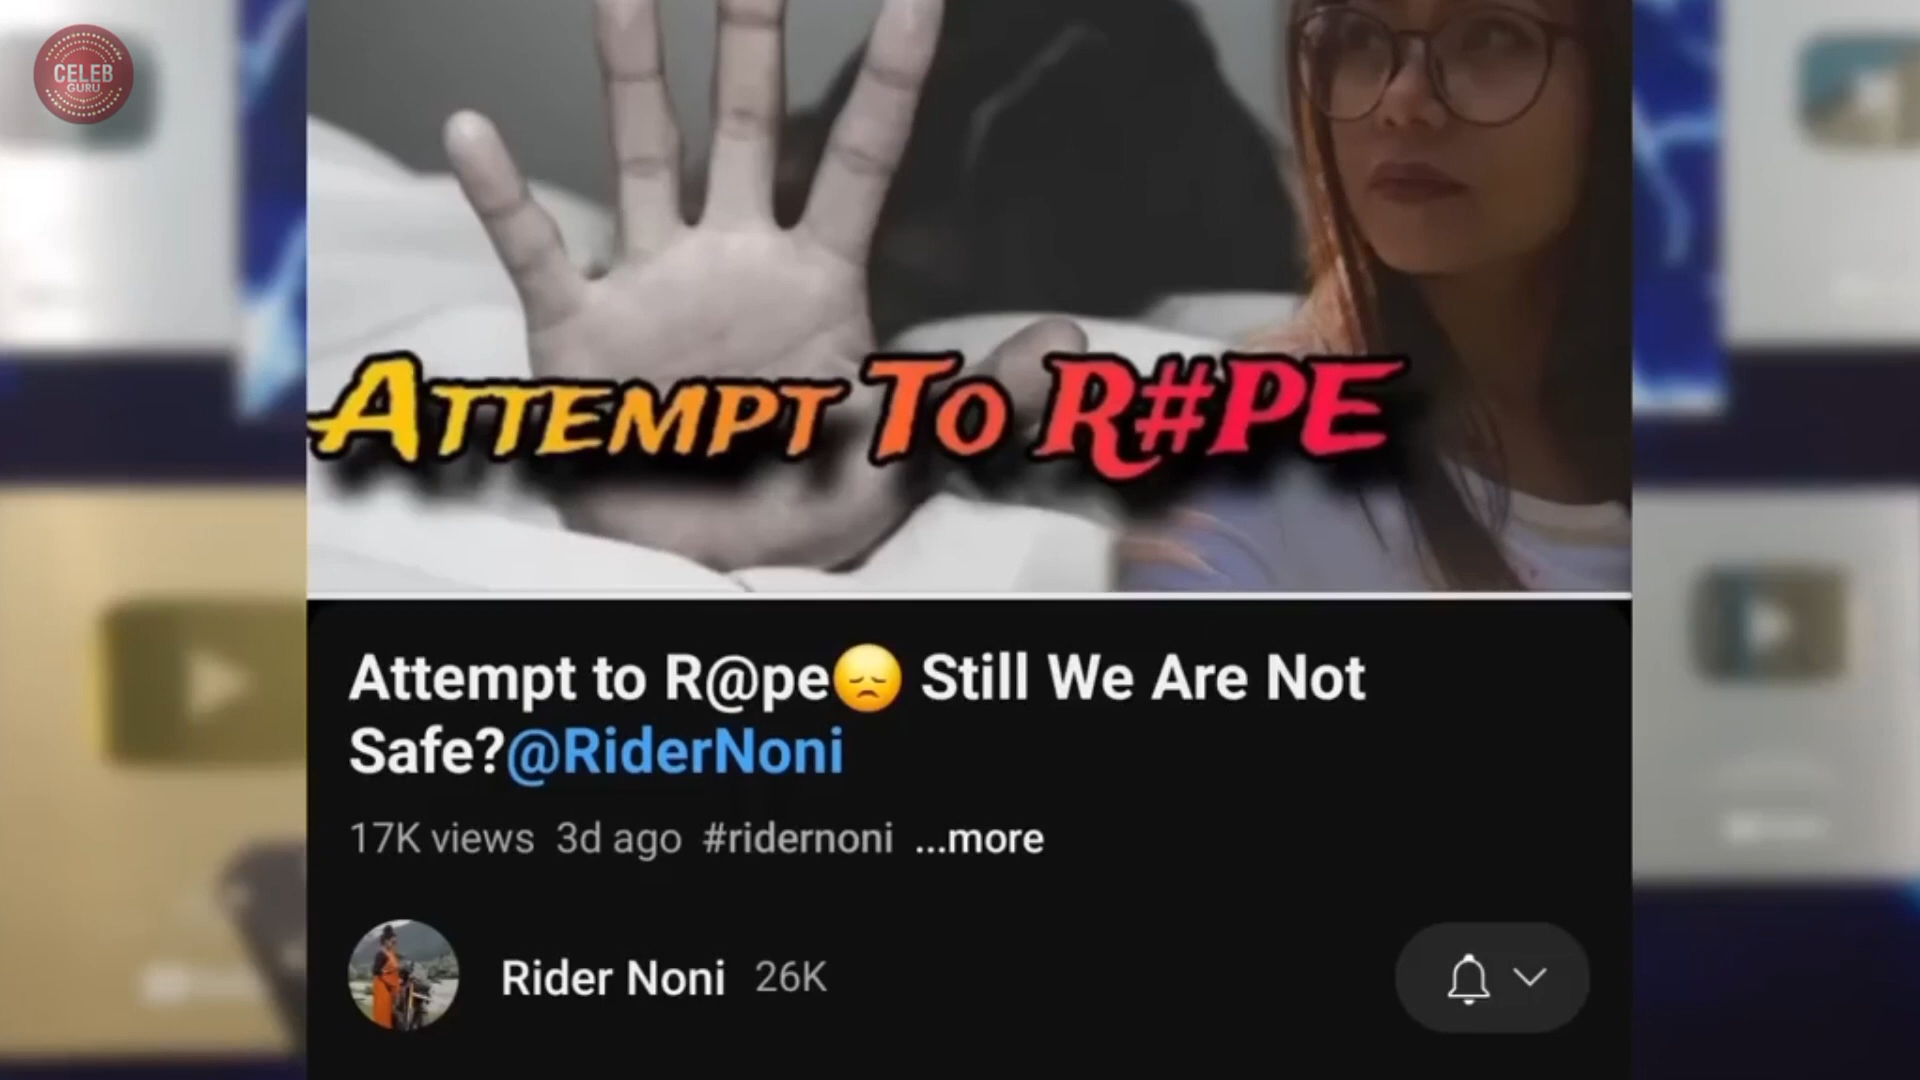 CELEB
GURU
ATTEMPT TO R#PE
Attempt to R@pe😞 Still We Are Not
Safe?@RiderNoni
17K views 3d ago #ridernoni ...more
Rider Noni 26K